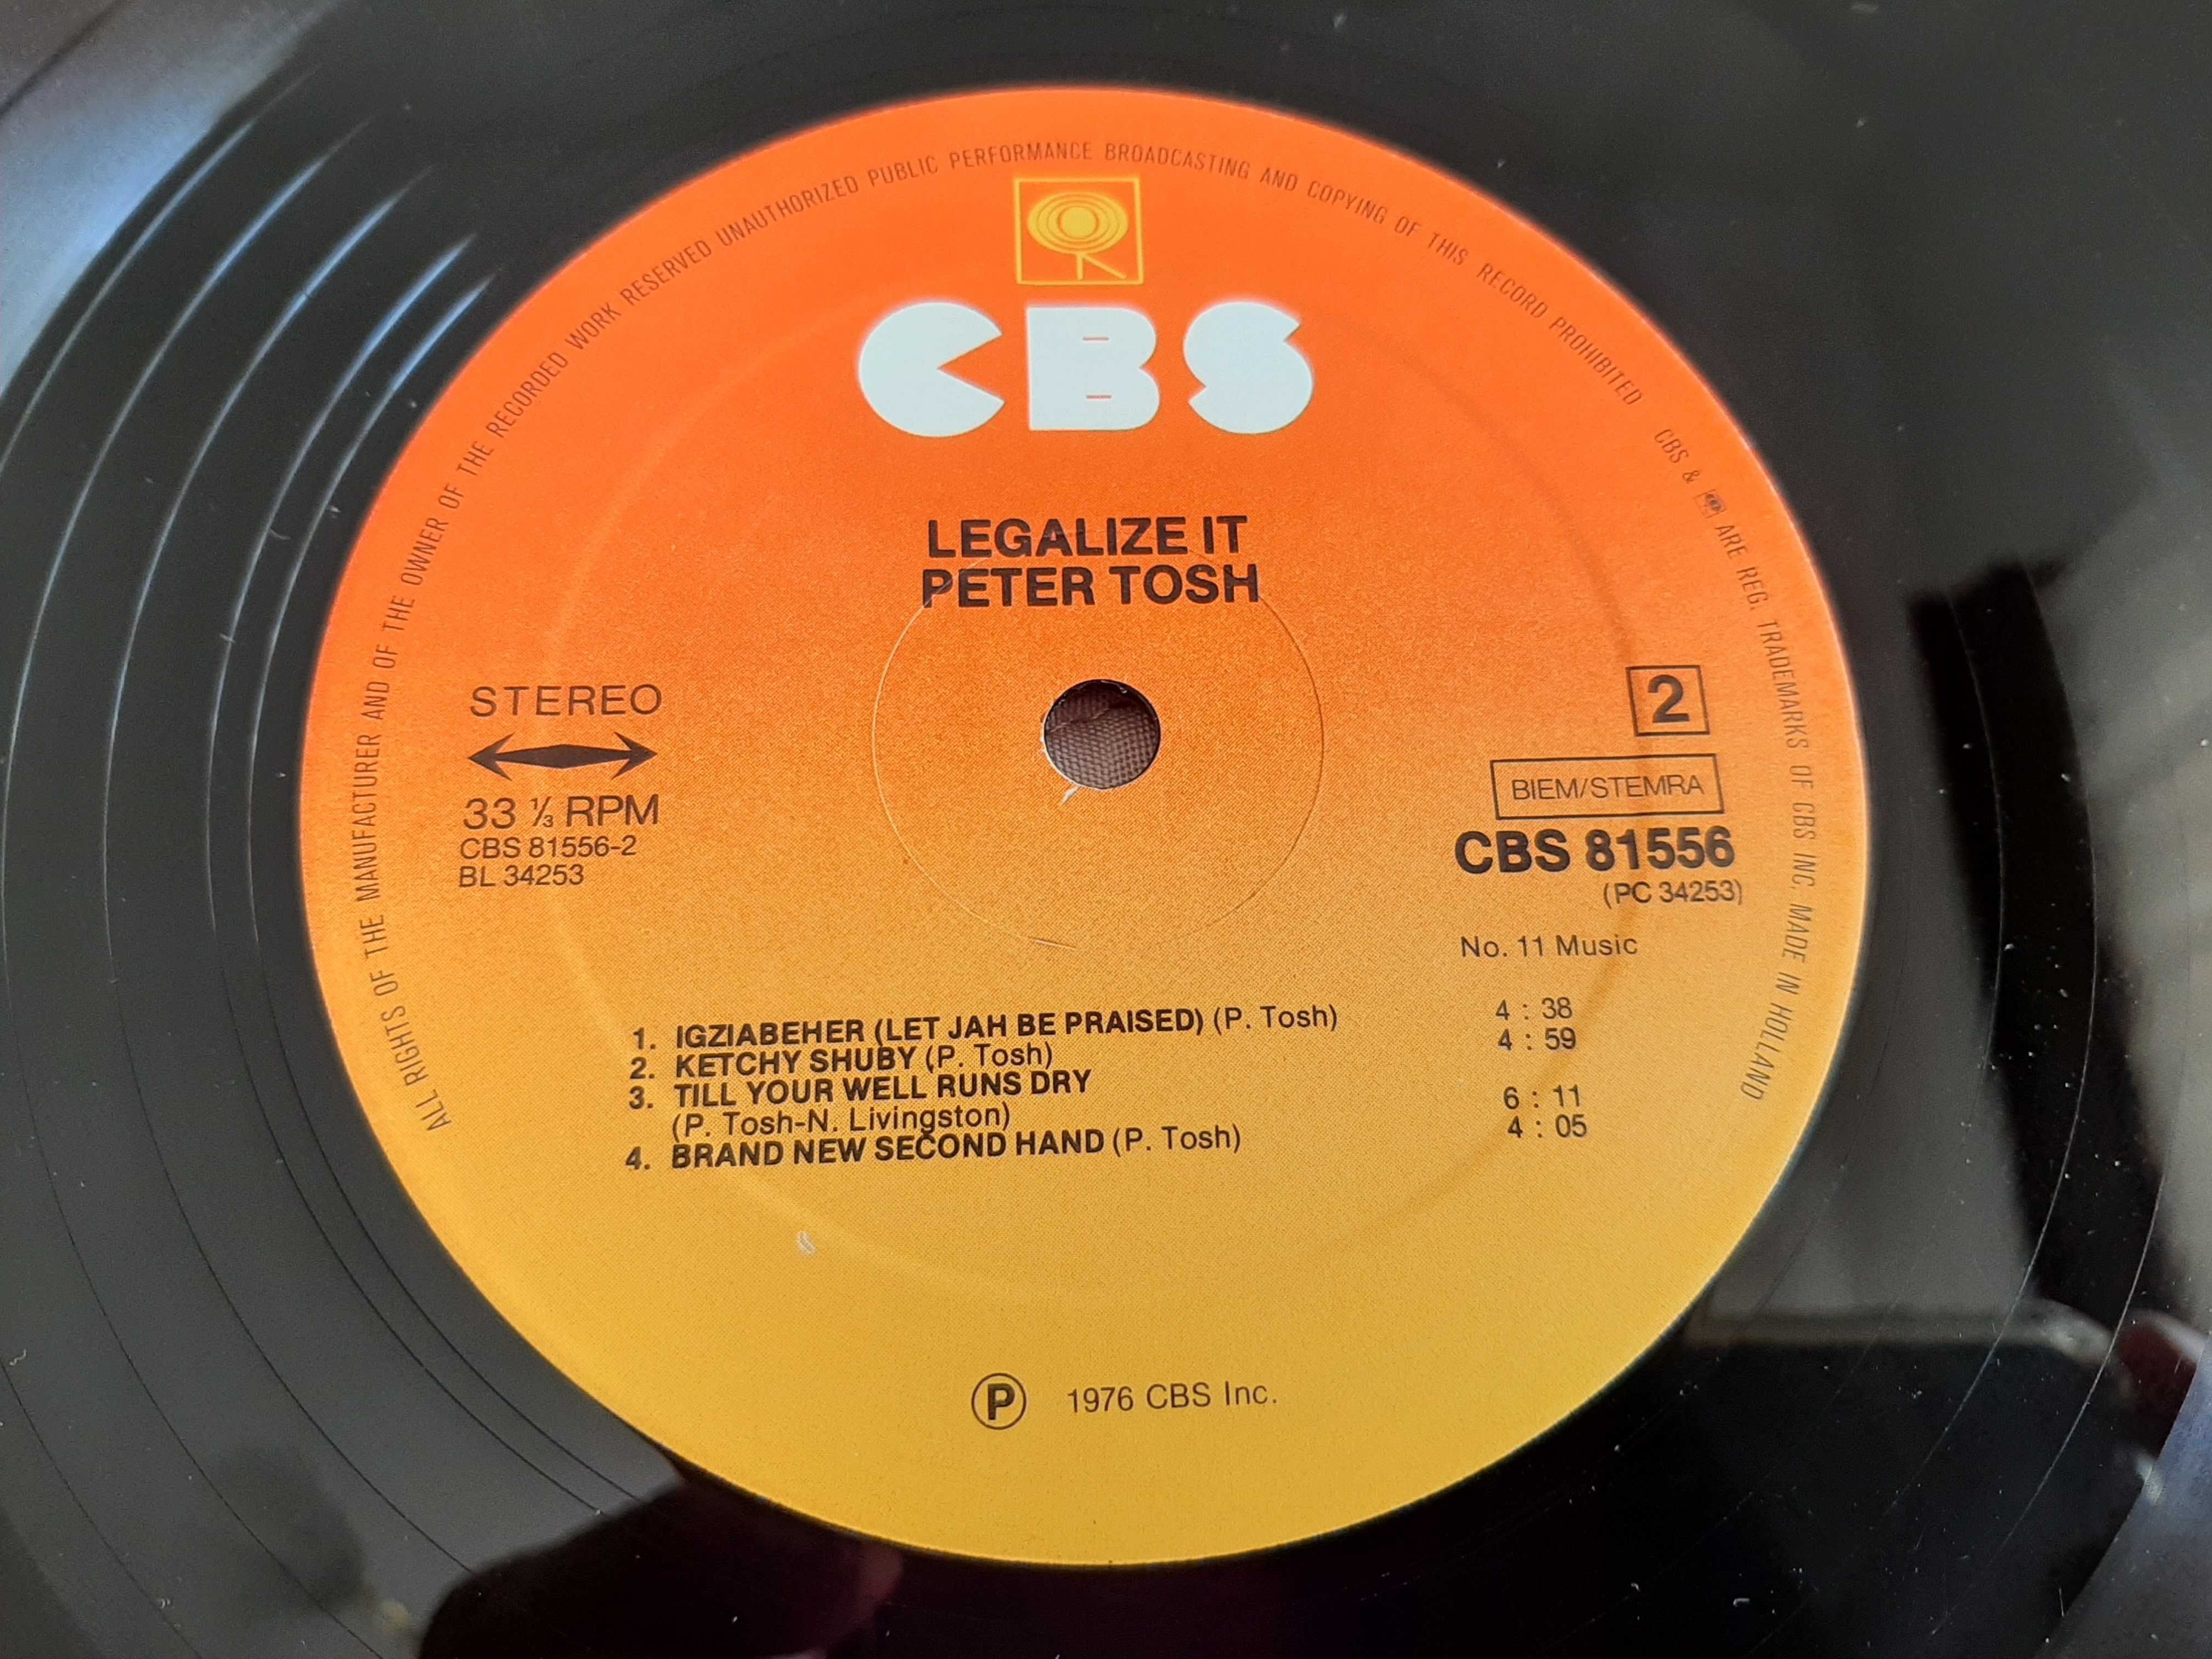 ALL RIGHTS OF THE MANUFACTURER AND OF THE OWNER OF THE RECORDED WORK RESERVED UNAUTHORIZED PUBLIC PERFORMANCE BROADCASTING AND COPYING OF THIS RECORD PROHIBITED
CBS & ARE REG. TRADEMARKS OF CBS INC. MADE IN HOLLAND
CBS
LEGALIZE IT
PETER TOSH
STEREO
33 ⅓ RPM
CBS 81556-2
BL 34253
2
BIEM/STEMRA
CBS 81556
(PC 34253)
No. 11 Music
1. IGZIABEHER (LET JAH BE PRAISED) (P. Tosh) 4 : 38
2. KETCHY SHUBY (P. Tosh) 4 : 59
3. TILL YOUR WELL RUNS DRY
(P. Tosh-N. Livingston) 6 : 11
4. BRAND NEW SECOND HAND (P. Tosh) 4 : 05
Ⓟ 1976 CBS Inc.